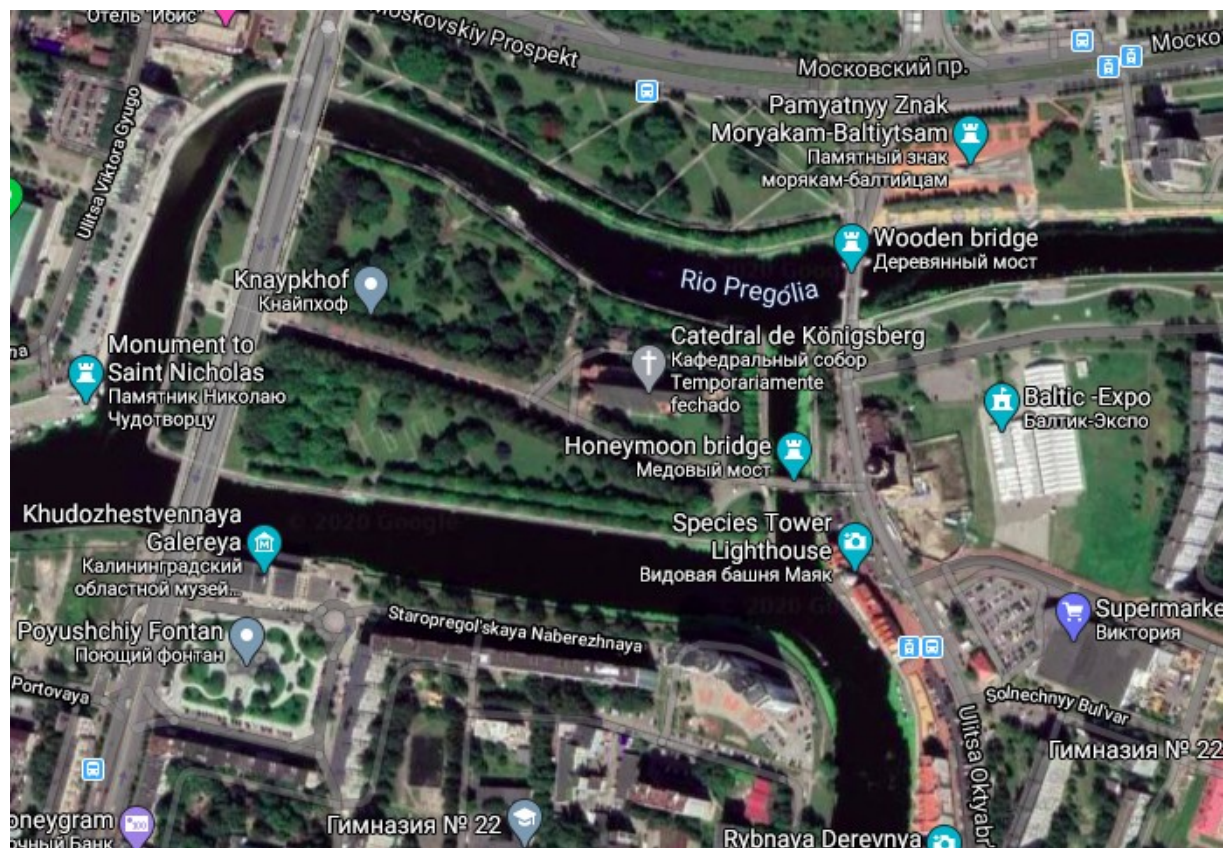 Отель "Ибис"
Moskovskiy Prospekt
Московский пр.
Pamyatnyy Znak
Moryakam-Baltiytsam
Памятный знак
морякам-балтийцам
Ulitsa Viktora Gyugo
Wooden bridge
Деревянный мост
Knaypkhof
Кнайпхоф
Rio Prególia
Monument to
Saint Nicholas
Памятник Николаю
Чудотворцу
Catedral de Königsberg
Кафедральный собор
Temporariamente
fechado
Baltic -Expo
Балтик-Экспо
Honeymoon bridge
Медовый мост
© 2020 Google
Khudozhestvennaya
Galereya
Калининградский
областной музей...
Species Tower
Lighthouse
Видовая башня Маяк
Supermarke
Виктория
Poyushchiy Fontan
Поющий фонтан
Staropregol'skaya Naberezhnaya
Portovaya
Solnechnyy Bul'var
Ulitsa Oktyabr'
Гимназия № 22
oneygram
очный Банк
Гимназия № 22
Rybnaya Derevnya